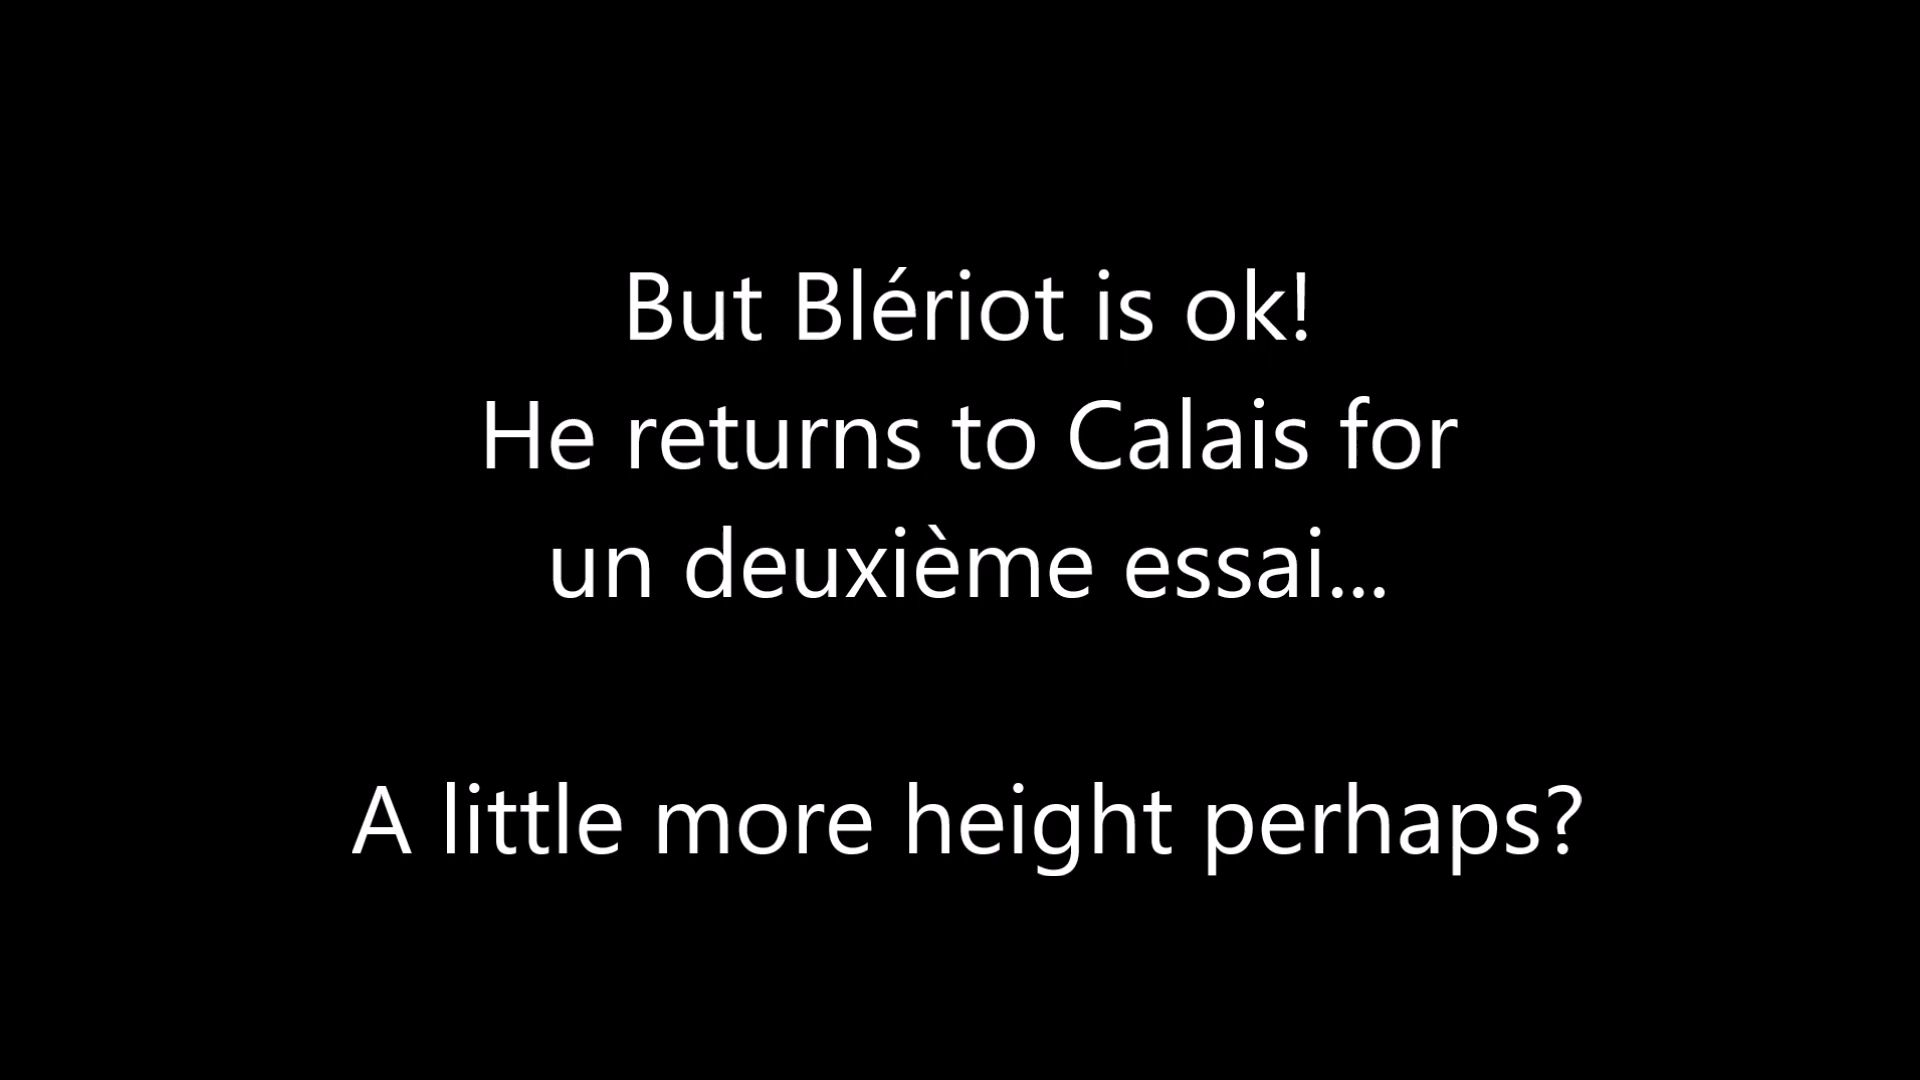 But Blériot is ok!
He returns to Calais for
un deuxième essai...
A little more height perhaps?